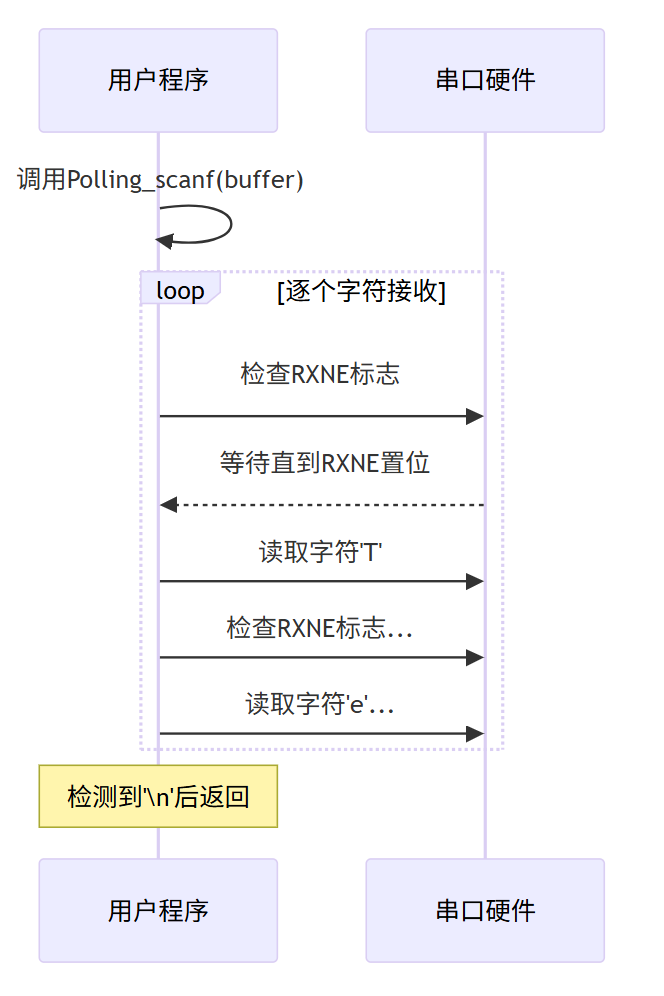 用户程序
串口硬件
调用Polling_scanf(buffer)
loop
[逐个字符接收]
检查RXNE标志
等待直到RXNE置位
读取字符'T'
检查RXNE标志...
读取字符'e'...
检测到'\n'后返回
用户程序
串口硬件